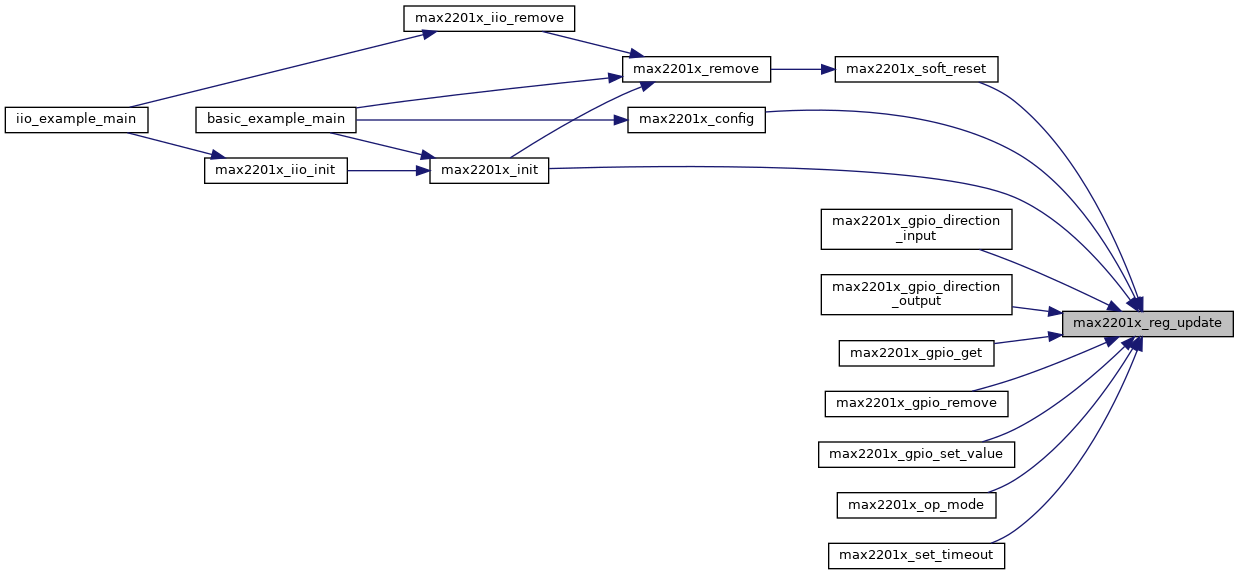 max2201x_iio_remove
max2201x_remove
max2201x_soft_reset
iio_example_main
basic_example_main
max2201x_config
max2201x_iio_init
max2201x_init
max2201x_gpio_direction
_input
max2201x_gpio_direction
_output
max2201x_reg_update
max2201x_gpio_get
max2201x_gpio_remove
max2201x_gpio_set_value
max2201x_op_mode
max2201x_set_timeout